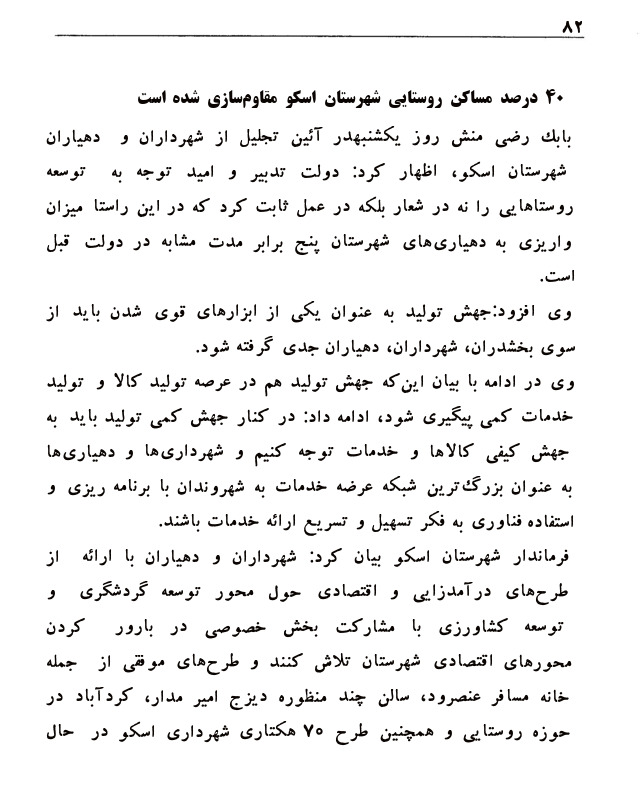 ۸۲
۴۰ درصد مساکن روستایی شهرستان اسکو مقاوم‌سازی شده است
بابك رضی منش روز یکشنبهدر آئین تجلیل از شهرداران و دهیاران
شهرستان اسکو، اظهار کرد: دولت تدبیر و امید توجه به توسعه
روستاهایی را نه در شعار بلکه در عمل ثابت کرد که در این راستا میزان
واریزی به دهیاری‌های شهرستان پنج برابر مدت مشابه در دولت قبل
است.
وی افزود:جهش تولید به عنوان یکی از ابزارهای قوی شدن باید از
سوی بخشدران، شهرداران، دهیاران جدی گرفته شود.
وی در ادامه با بیان این‌که جهش تولید هم در عرصه تولید کالا و تولید
خدمات کمی پیگیری شود، ادامه داد: در کنار جهش کمی تولید باید به
جهش کیفی کالاها و خدمات توجه کنیم و شهرداری‌ها و دهیاری‌ها
به عنوان بزرگ‌ترین شبکه عرضه خدمات به شهروندان با برنامه ریزی و
استفاده فناوری به فکر تسهیل و تسریع ارائه خدمات باشند.
فرماندار شهرستان اسکو بیان کرد: شهرداران و دهیاران با ارائه از
طرح‌های درآمدزایی و اقتصادی حول محور توسعه گردشگری و
توسعه کشاورزی با مشارکت بخش خصوصی در بارور کردن
محورهای اقتصادی شهرستان تلاش کنند و طرح‌های موفقی از جمله
خانه مسافر عنصرود، سالن چند منظوره دیزج امیر مدار، کردآباد در
حوزه روستایی و همچنین طرح ۷۰ هکتاری شهرداری اسکو در حال